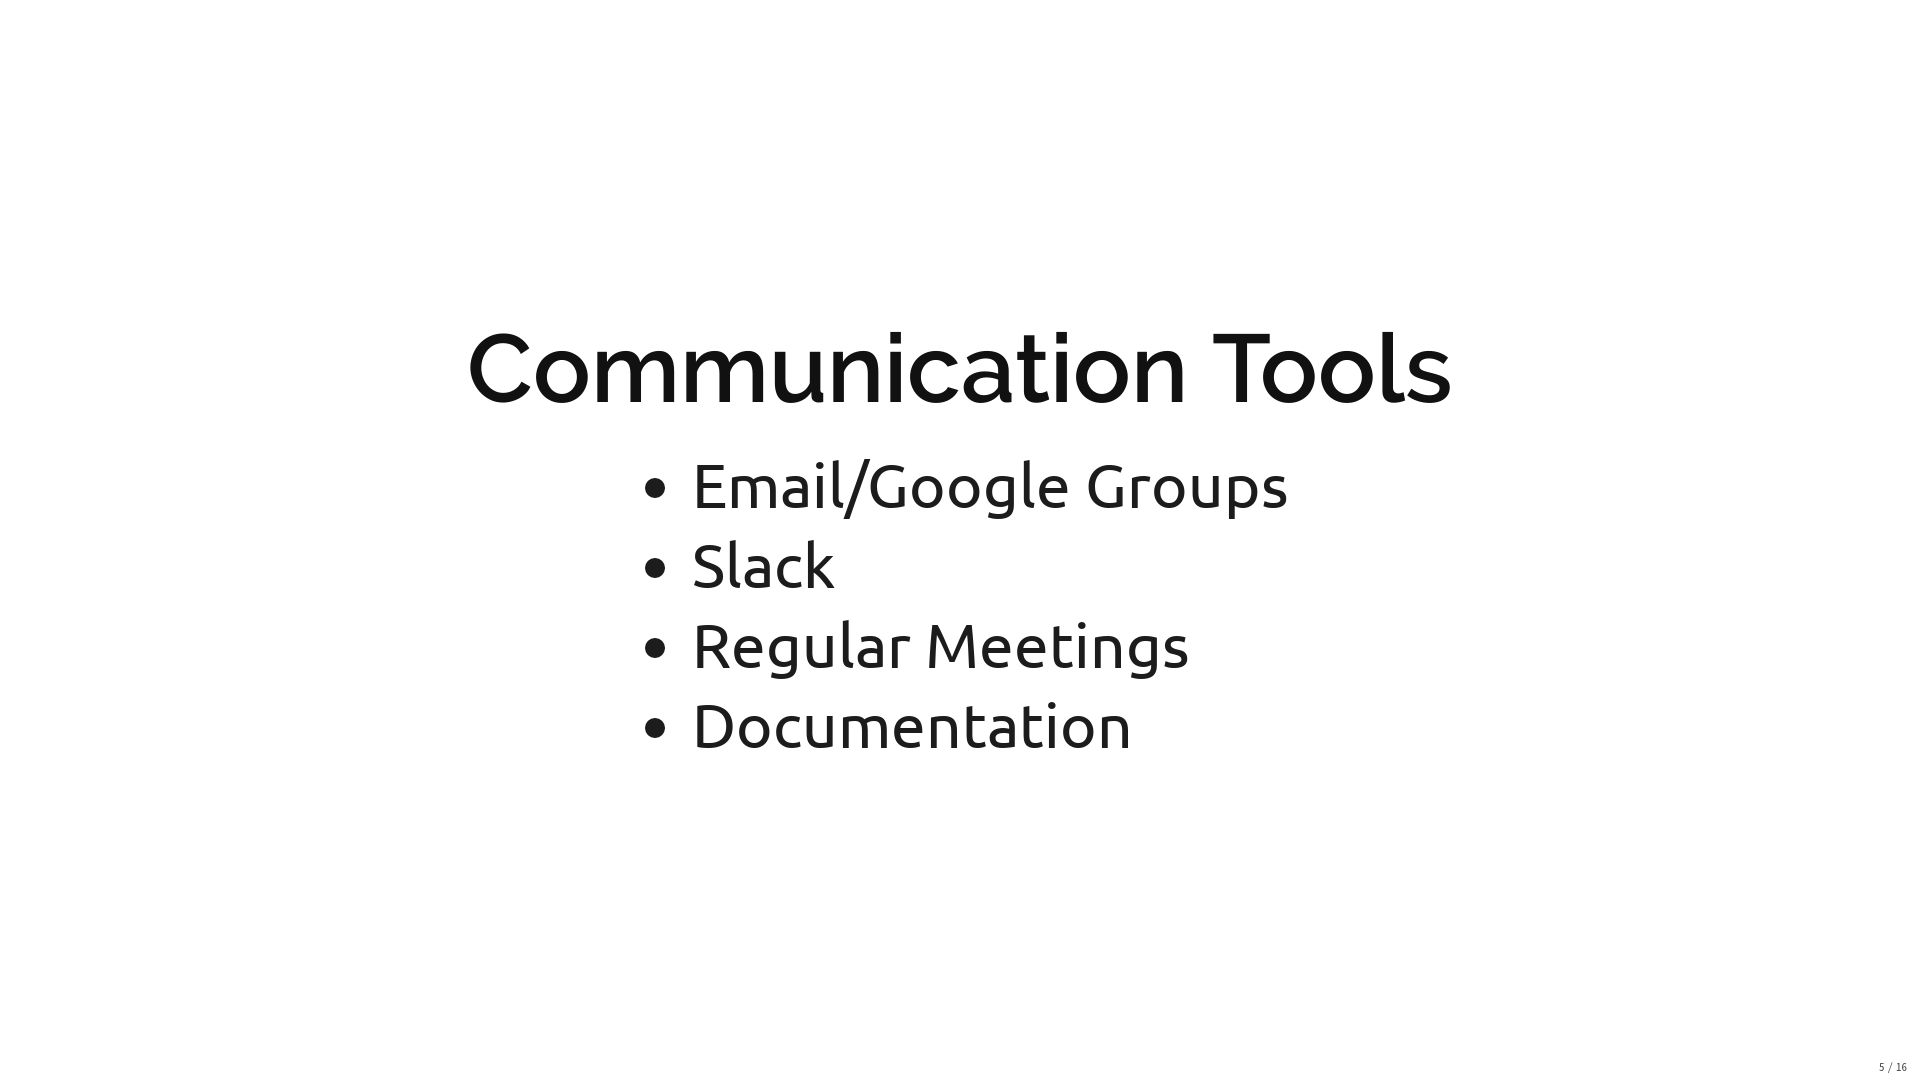 Communication Tools
• Email/Google Groups
• Slack
• Regular Meetings
• Documentation
5 / 16